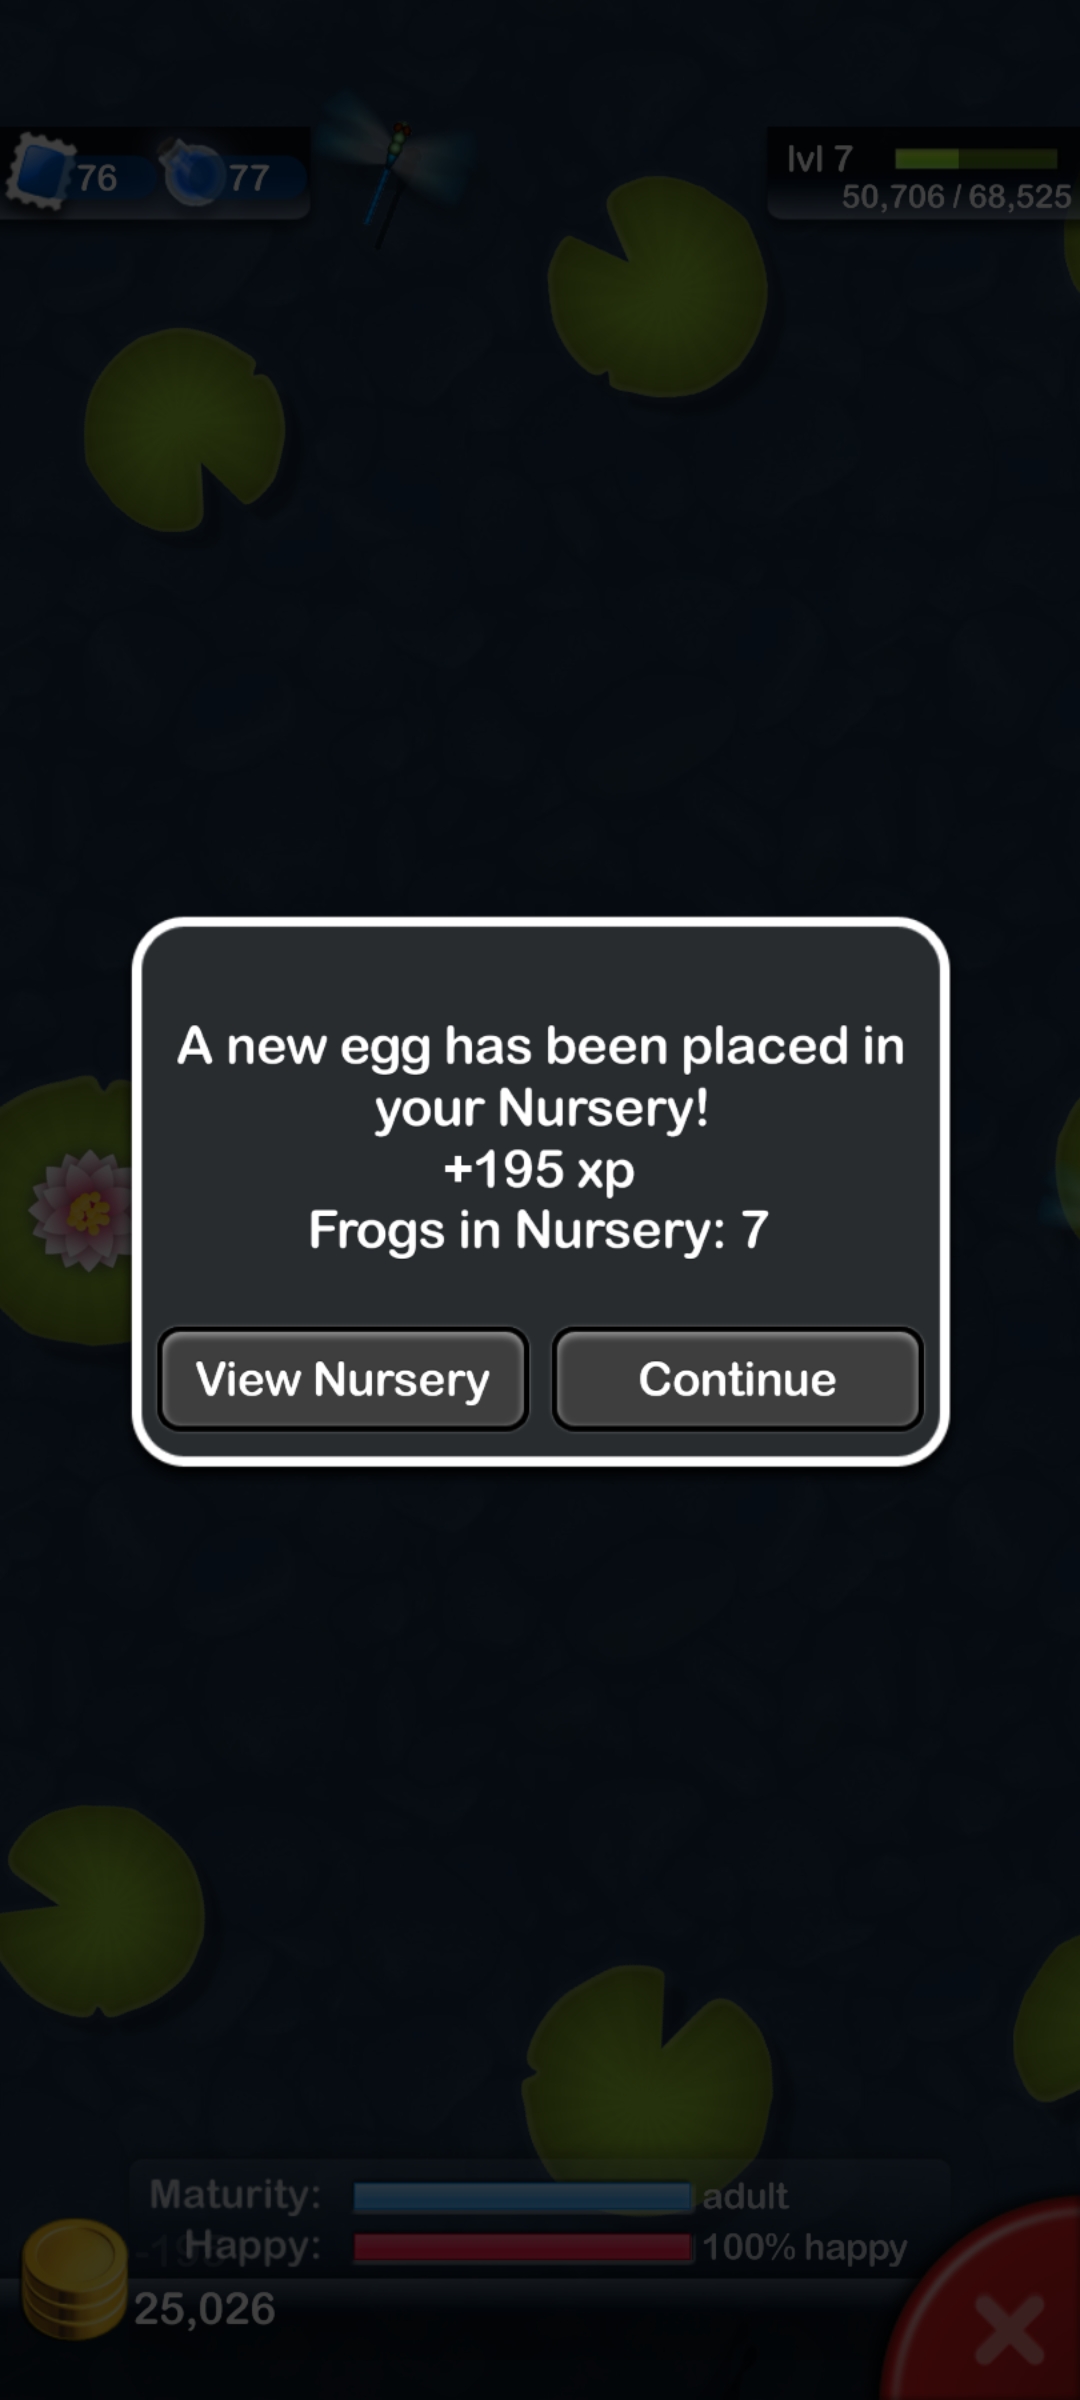 76
77
lvl 7
50,706 / 68,525
A new egg has been placed in
your Nursery!
+195 xp
Frogs in Nursery: 7
View Nursery
Continue
Maturity:
adult
Happy:
100% happy
25,026